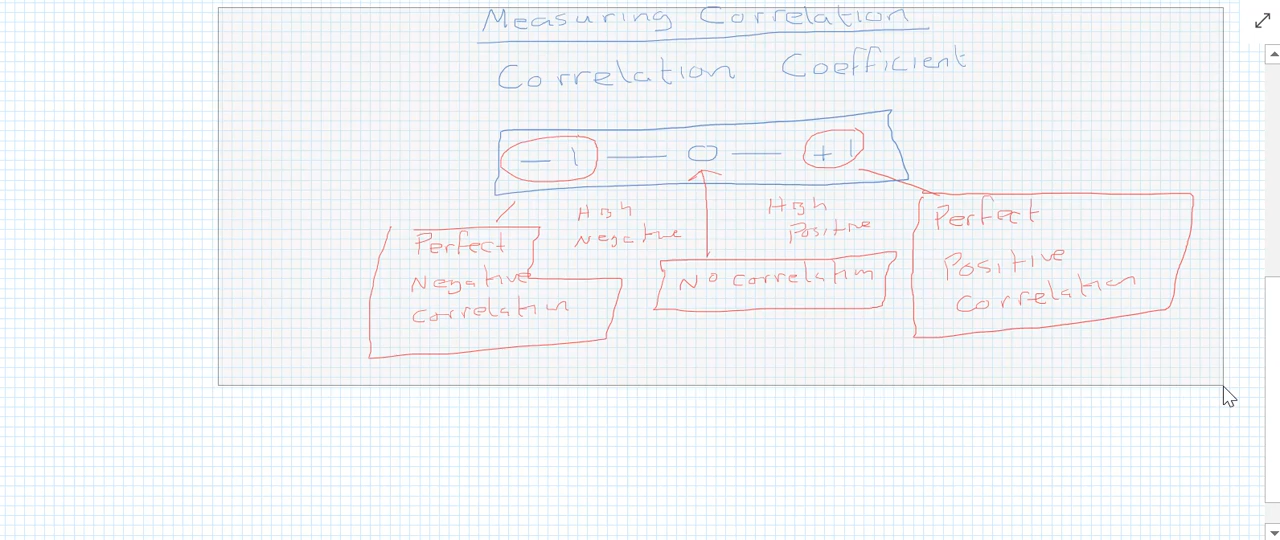 Measuring Correlation
Correlation Coefficient
- 1 — 0 — + 1
High
Negative
High
Positive
Perfect
Negative
Correlation
No Correlation
Perfect
Positive
Correlation